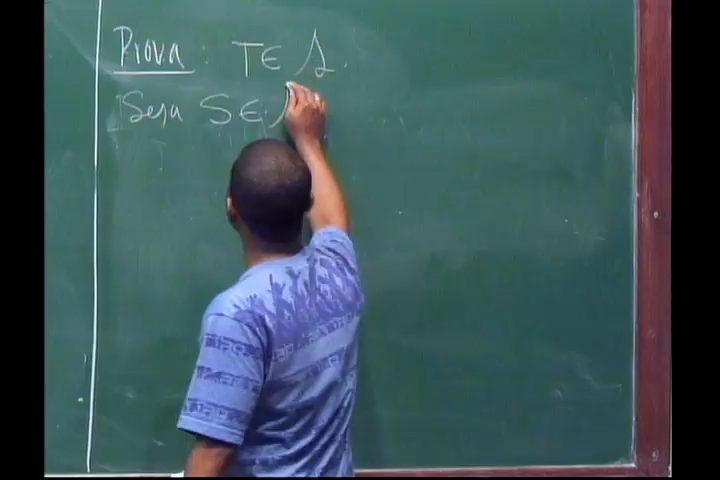 Prova : T ∈ 𝒮.
Seja S ∈